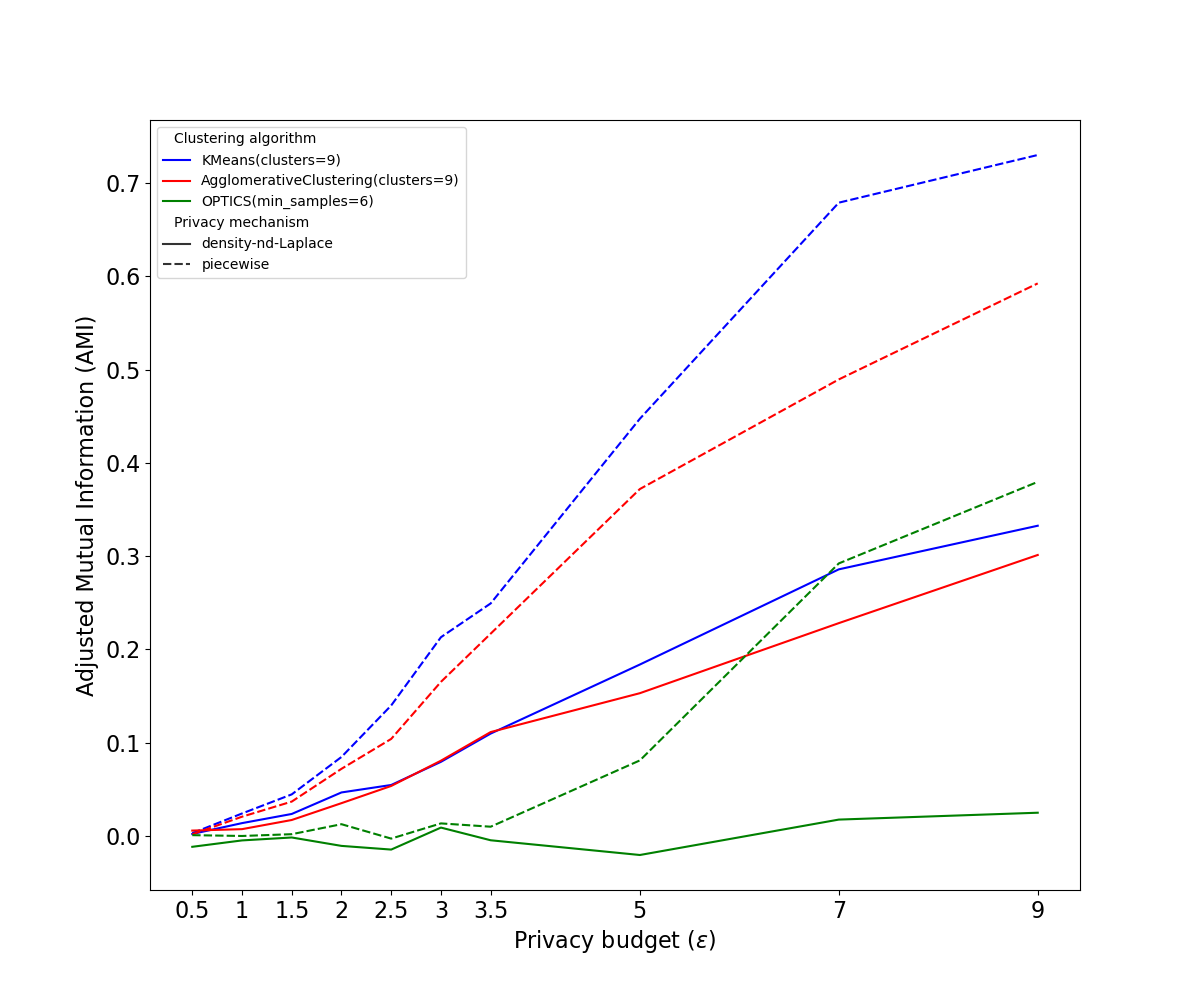 Clustering algorithm
KMeans(clusters=9)
AgglomerativeClustering(clusters=9)
OPTICS(min_samples=6)
Privacy mechanism
density-nd-Laplace
piecewise
Adjusted Mutual Information (AMI)
0.7
0.6
0.5
0.4
0.3
0.2
0.1
0.0
0.5 1 1.5 2 2.5 3 3.5 5 7 9
Privacy budget (ε)